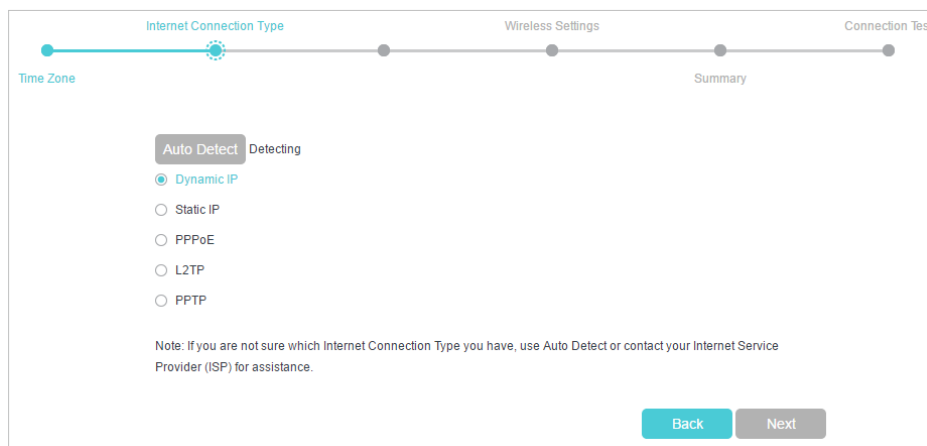 Internet Connection Type
Wireless Settings
Connection Tes
Time Zone
Summary
Auto Detect Detecting
Dynamic IP
Static IP
PPPoE
L2TP
PPTP
Note: If you are not sure which Internet Connection Type you have, use Auto Detect or contact your Internet Service
Provider (ISP) for assistance.
Back Next